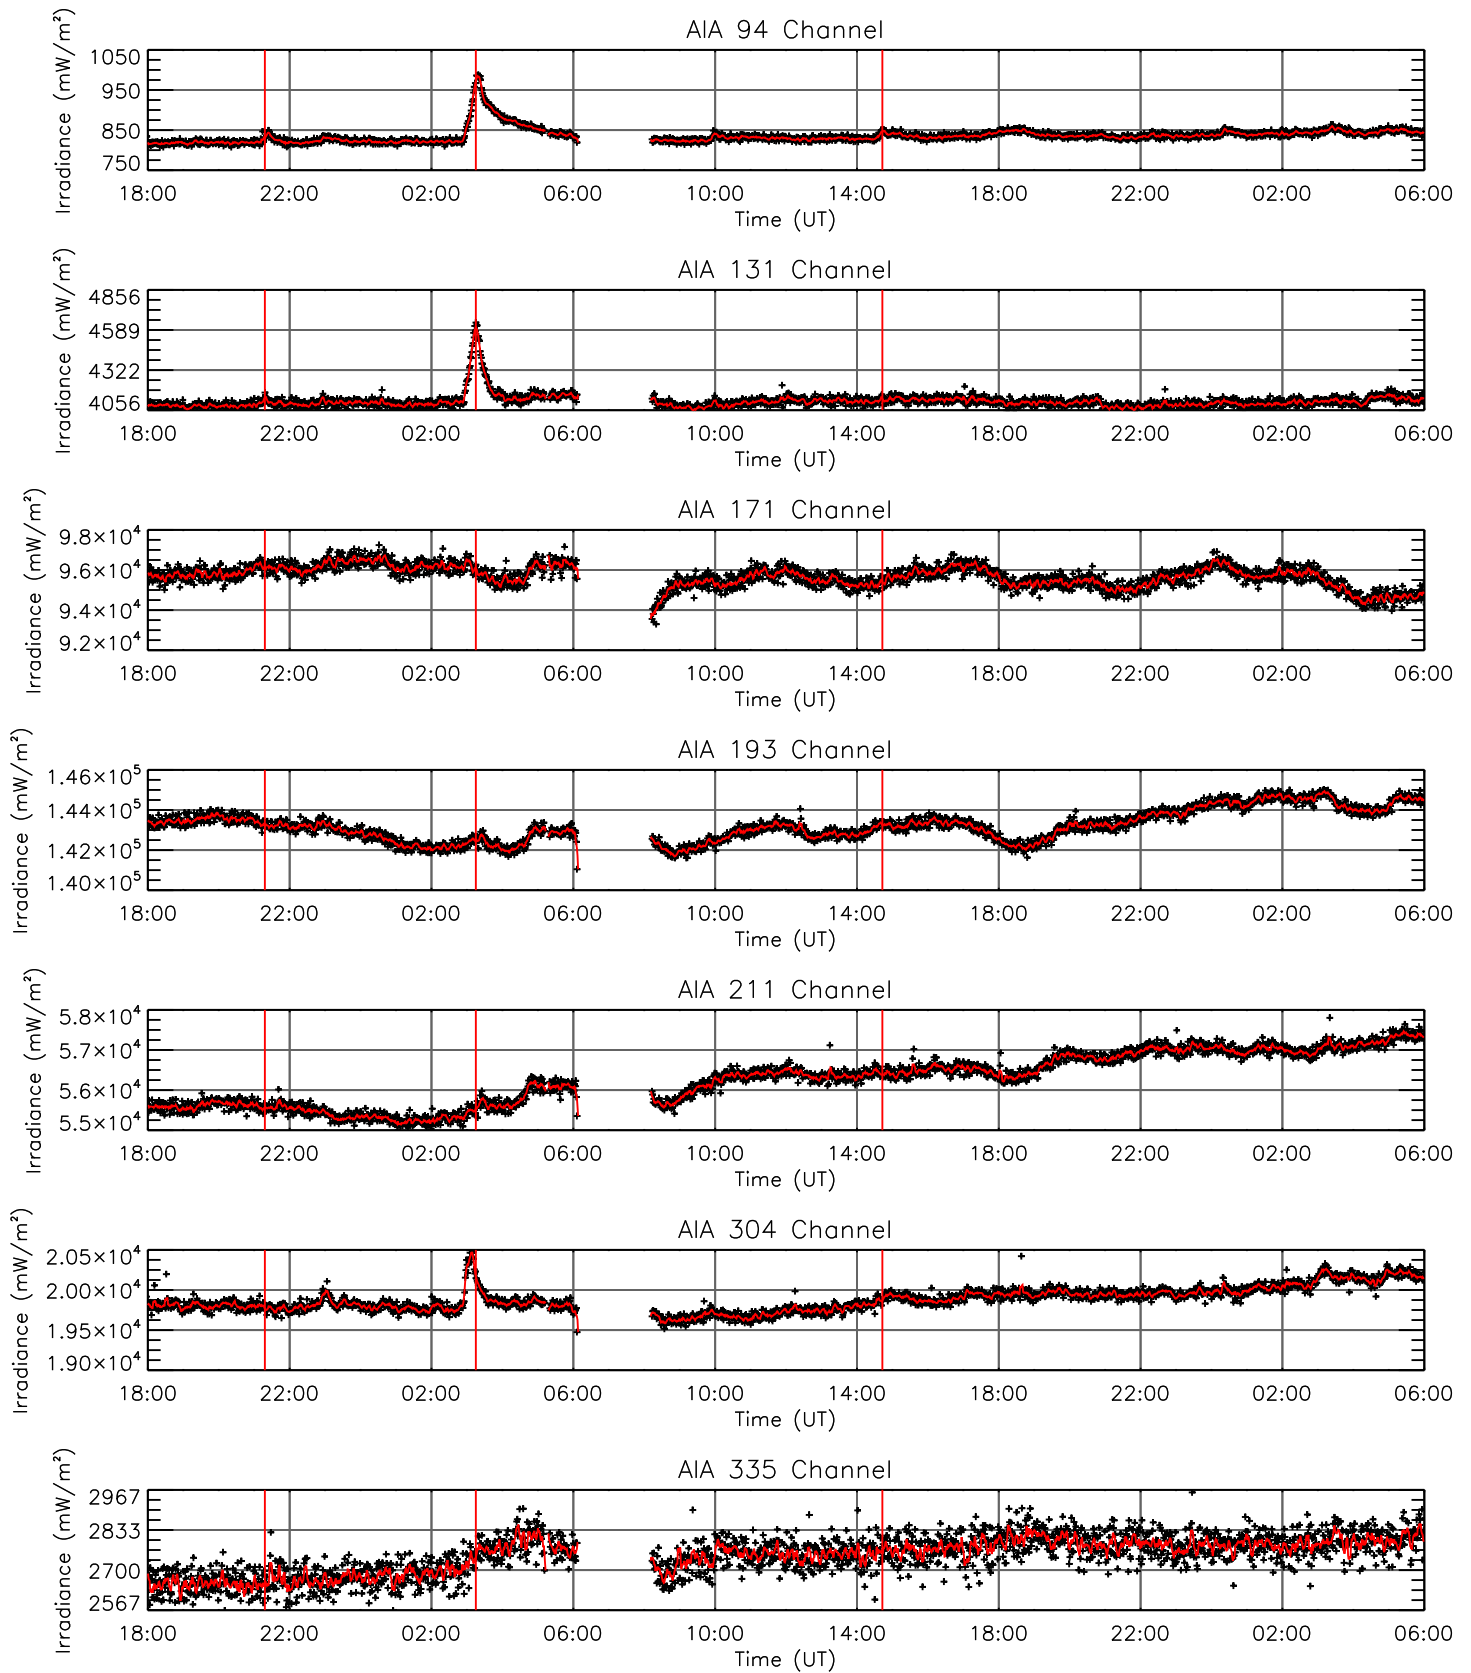 AIA 94 Channel
Irradiance (mW/m²)
1050
950
850
750
18:00 22:00 02:00 06:00 10:00 14:00 18:00 22:00 02:00 06:00
Time (UT)
AIA 131 Channel
Irradiance (mW/m²)
4856
4589
4322
4056
18:00 22:00 02:00 06:00 10:00 14:00 18:00 22:00 02:00 06:00
Time (UT)
AIA 171 Channel
Irradiance (mW/m²)
9.8×10⁴
9.6×10⁴
9.4×10⁴
9.2×10⁴
18:00 22:00 02:00 06:00 10:00 14:00 18:00 22:00 02:00 06:00
Time (UT)
AIA 193 Channel
Irradiance (mW/m²)
1.46×10⁵
1.44×10⁵
1.42×10⁵
1.40×10⁵
18:00 22:00 02:00 06:00 10:00 14:00 18:00 22:00 02:00 06:00
Time (UT)
AIA 211 Channel
Irradiance (mW/m²)
5.8×10⁴
5.7×10⁴
5.6×10⁴
5.5×10⁴
18:00 22:00 02:00 06:00 10:00 14:00 18:00 22:00 02:00 06:00
Time (UT)
AIA 304 Channel
Irradiance (mW/m²)
2.05×10⁴
2.00×10⁴
1.95×10⁴
1.90×10⁴
18:00 22:00 02:00 06:00 10:00 14:00 18:00 22:00 02:00 06:00
Time (UT)
AIA 335 Channel
Irradiance (mW/m²)
2967
2833
2700
2567
18:00 22:00 02:00 06:00 10:00 14:00 18:00 22:00 02:00 06:00
Time (UT)